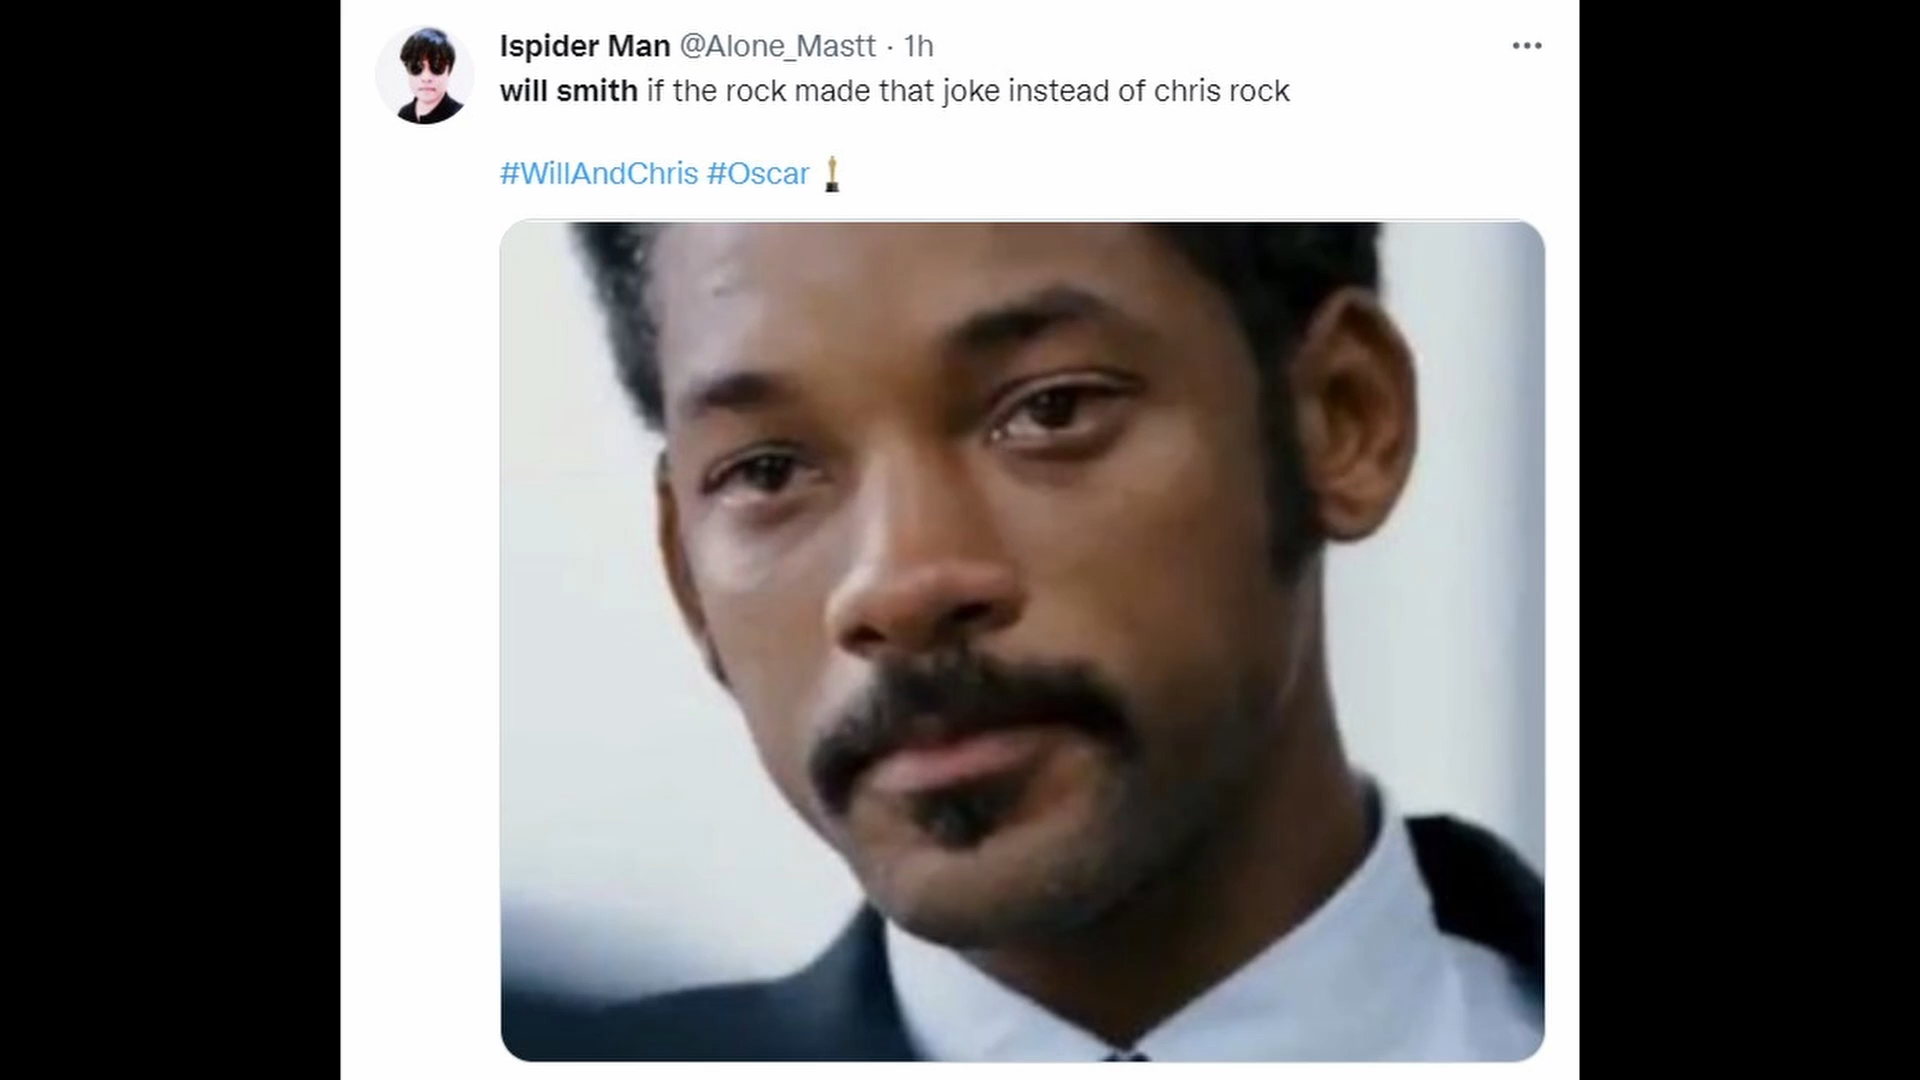 Ispider Man @Alone_Mastt · 1h
will smith if the rock made that joke instead of chris rock
#WillAndChris #Oscar